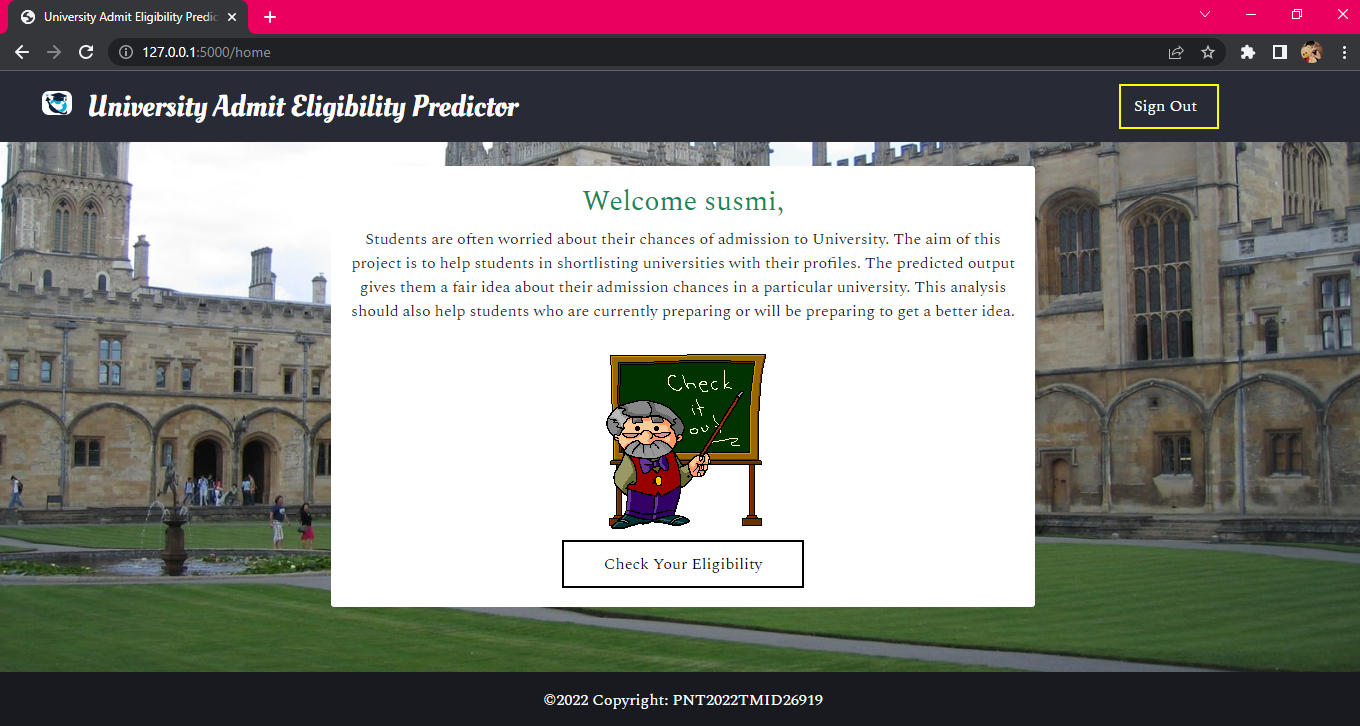 University Admit Eligibility Predic
127.0.0.1:5000/home
University Admit Eligibility Predictor
Sign Out
Welcome susmi,
Students are often worried about their chances of admission to University. The aim of this
project is to help students in shortlisting universities with their profiles. The predicted output
gives them a fair idea about their admission chances in a particular university. This analysis
should also help students who are currently preparing or will be preparing to get a better idea.
Check
it
out
Check Your Eligibility
©2022 Copyright: PNT2022TMID26919